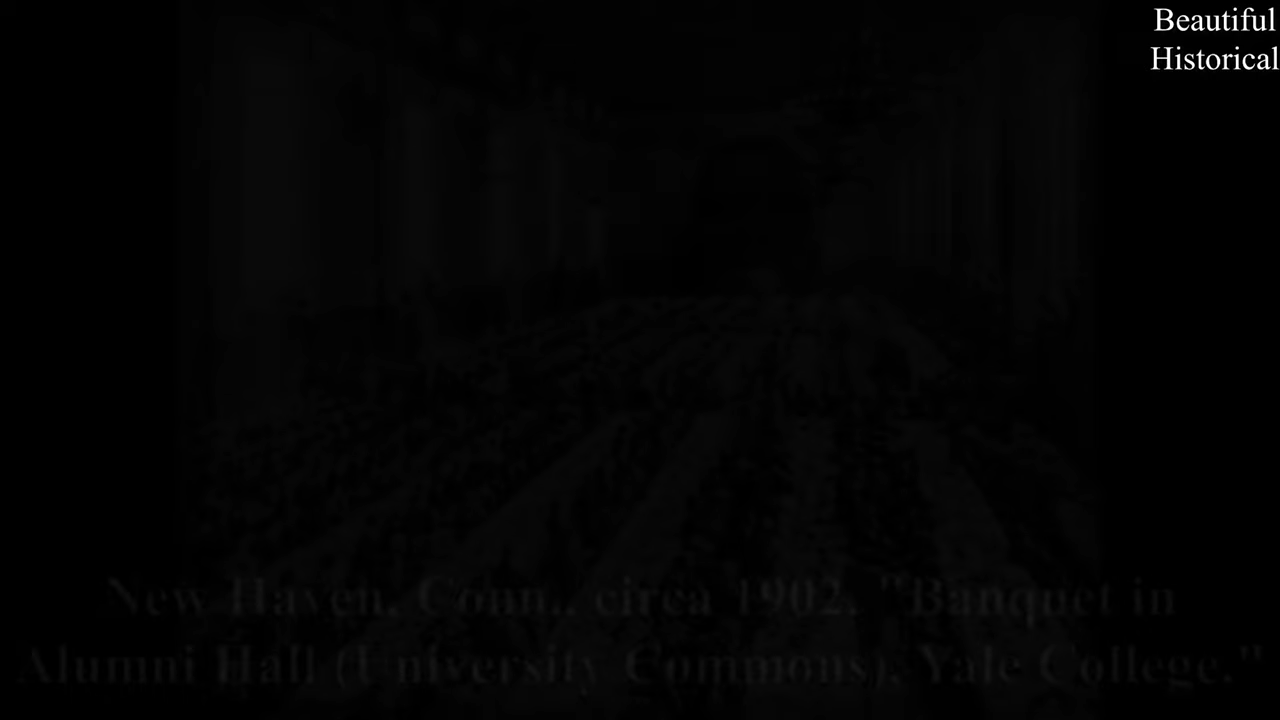 Beautiful
Historical
New Haven, Conn., circa 1902. "Banquet in
Alumni Hall (University Commons), Yale College."